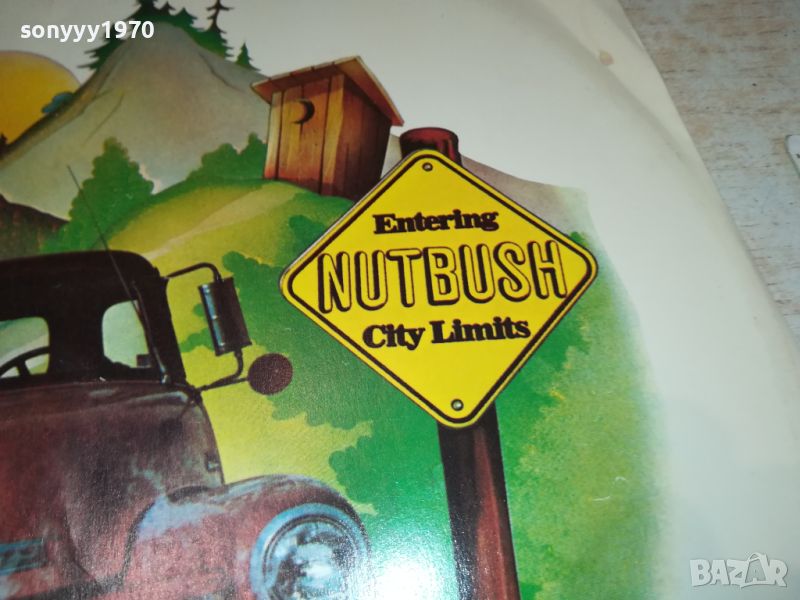 sonyyy1970
Entering
NUTBUSH
City Limits
BAZAR